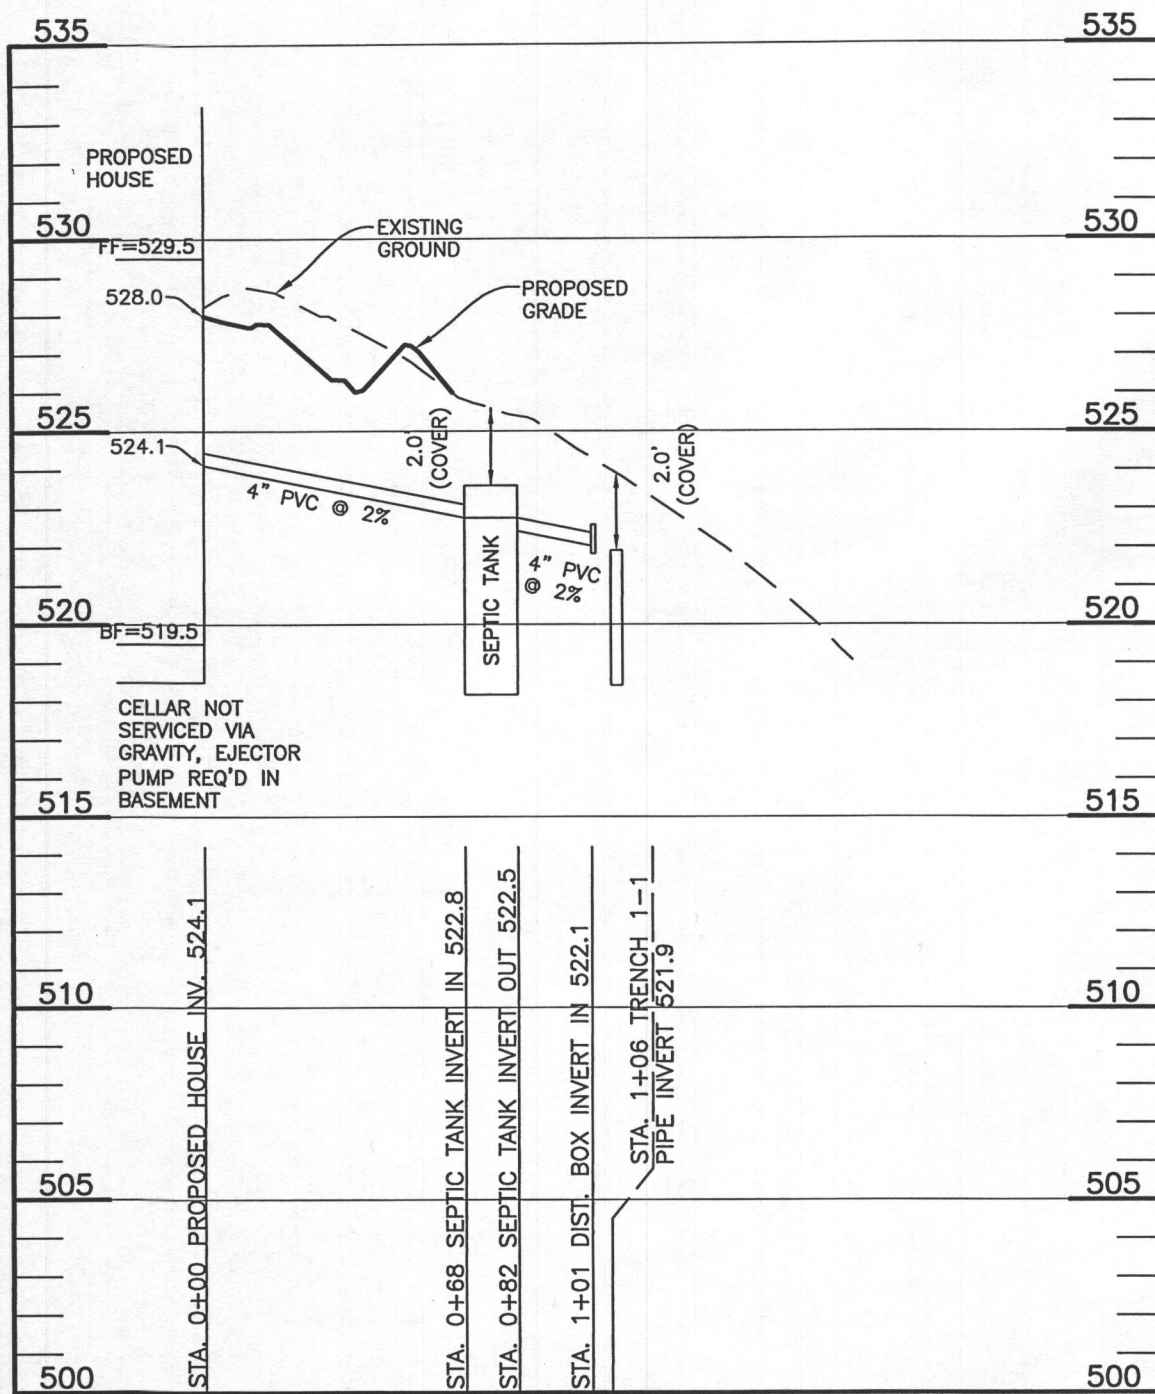 535
535
PROPOSED
HOUSE
530
530
EXISTING
GROUND
FF=529.5
528.0
PROPOSED
GRADE
525
525
524.1
2.0'
(COVER)
2.0'
(COVER)
4" PVC @ 2%
SEPTIC TANK
4" PVC
@ 2%
520
520
BF=519.5
CELLAR NOT
SERVICED VIA
GRAVITY, EJECTOR
PUMP REQ'D IN
BASEMENT
515
515
STA. 0+00 PROPOSED HOUSE INV. 524.1
STA. 0+68 SEPTIC TANK INVERT IN 522.8
STA. 0+82 SEPTIC TANK INVERT OUT 522.5
STA. 1+01 DIST. BOX INVERT IN 522.1
STA. 1+06 TRENCH 1-1
PIPE INVERT 521.9
510
510
505
505
500
500